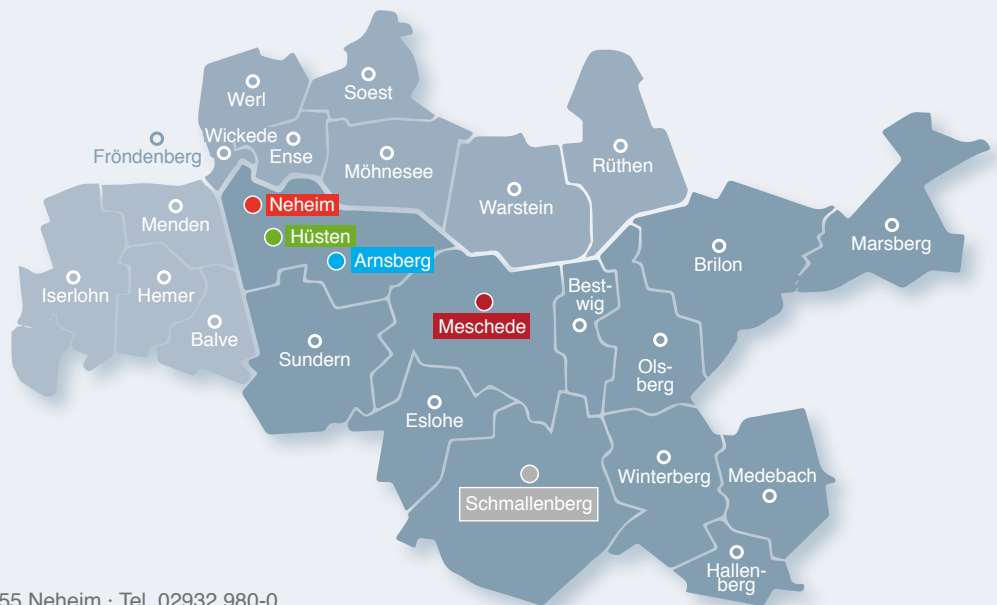 Werl
Soest
Wickede
Ense
Fröndenberg
Möhnesee
Rüthen
Neheim
Menden
Warstein
Hüsten
Marsberg
Arnsberg
Brilon
Iserlohn
Hemer
Best-
wig
Meschede
Balve
Sundern
Ols-
berg
Eslohe
Winterberg
Medebach
Schmallenberg
Hallen-
berg
55 Neheim · Tel. 02932 980-0